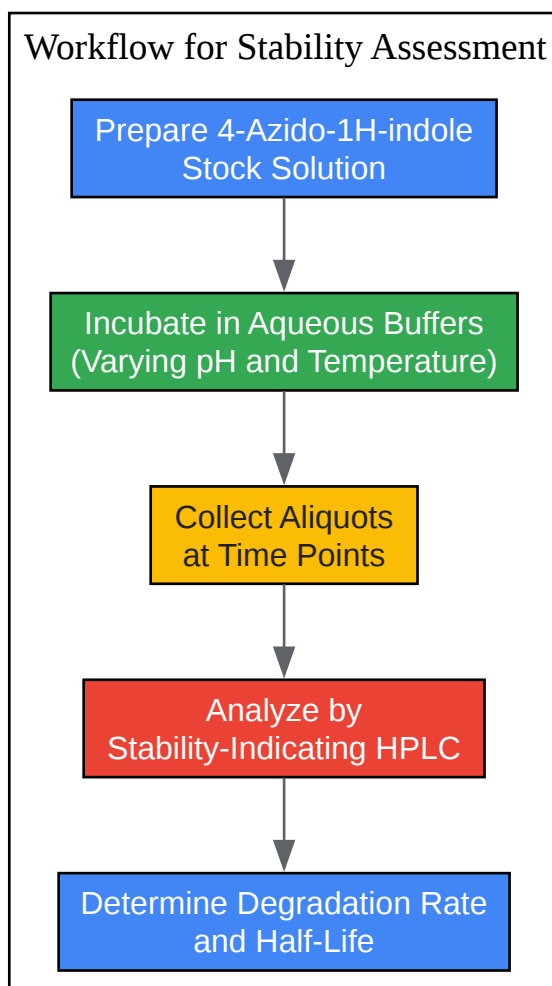 Workflow for Stability Assessment
Prepare 4-Azido-1H-indole
Stock Solution
Incubate in Aqueous Buffers
(Varying pH and Temperature)
Collect Aliquots
at Time Points
Analyze by
Stability-Indicating HPLC
Determine Degradation Rate
and Half-Life